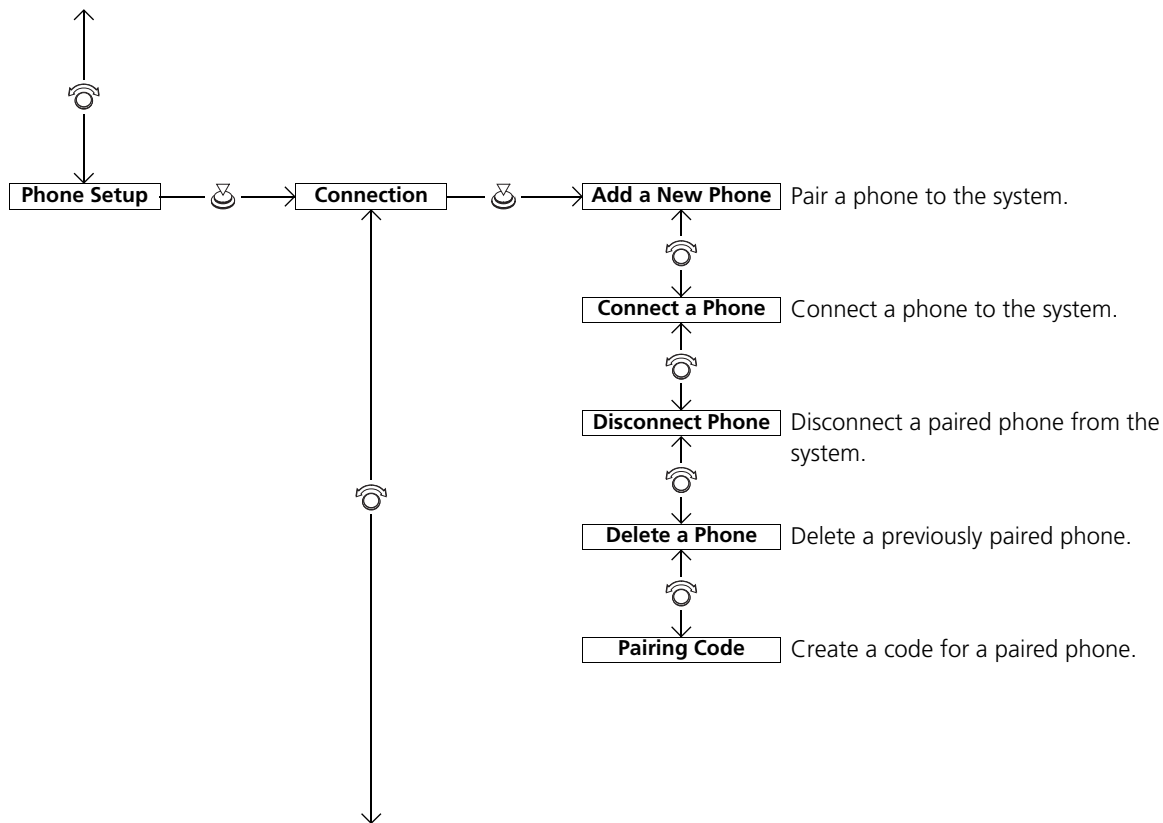 Phone Setup
Connection
Add a New Phone
Pair a phone to the system.
Connect a Phone
Connect a phone to the system.
Disconnect Phone
Disconnect a paired phone from the
system.
Delete a Phone
Delete a previously paired phone.
Pairing Code
Create a code for a paired phone.